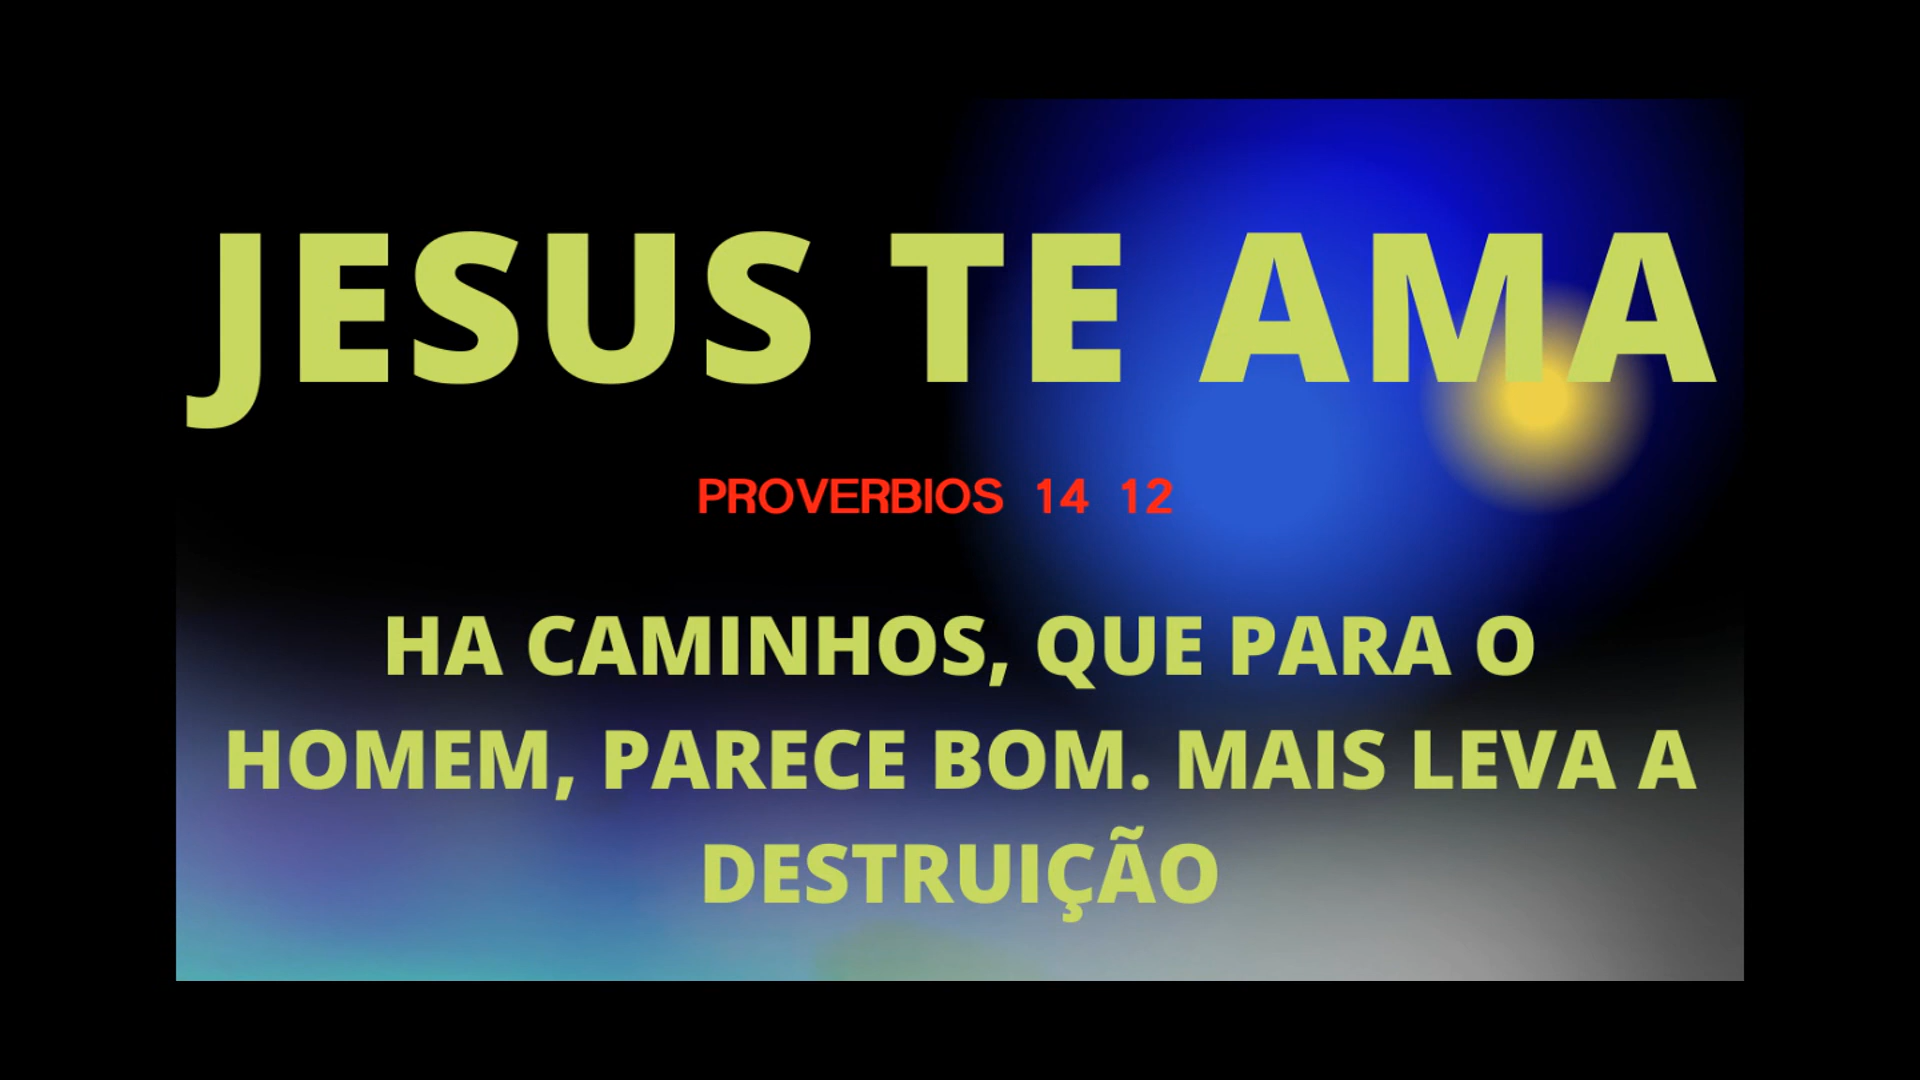 JESUS TE AMA
PROVERBIOS 14 12
HA CAMINHOS, QUE PARA O
HOMEM, PARECE BOM. MAIS LEVA A
DESTRUIÇÃO